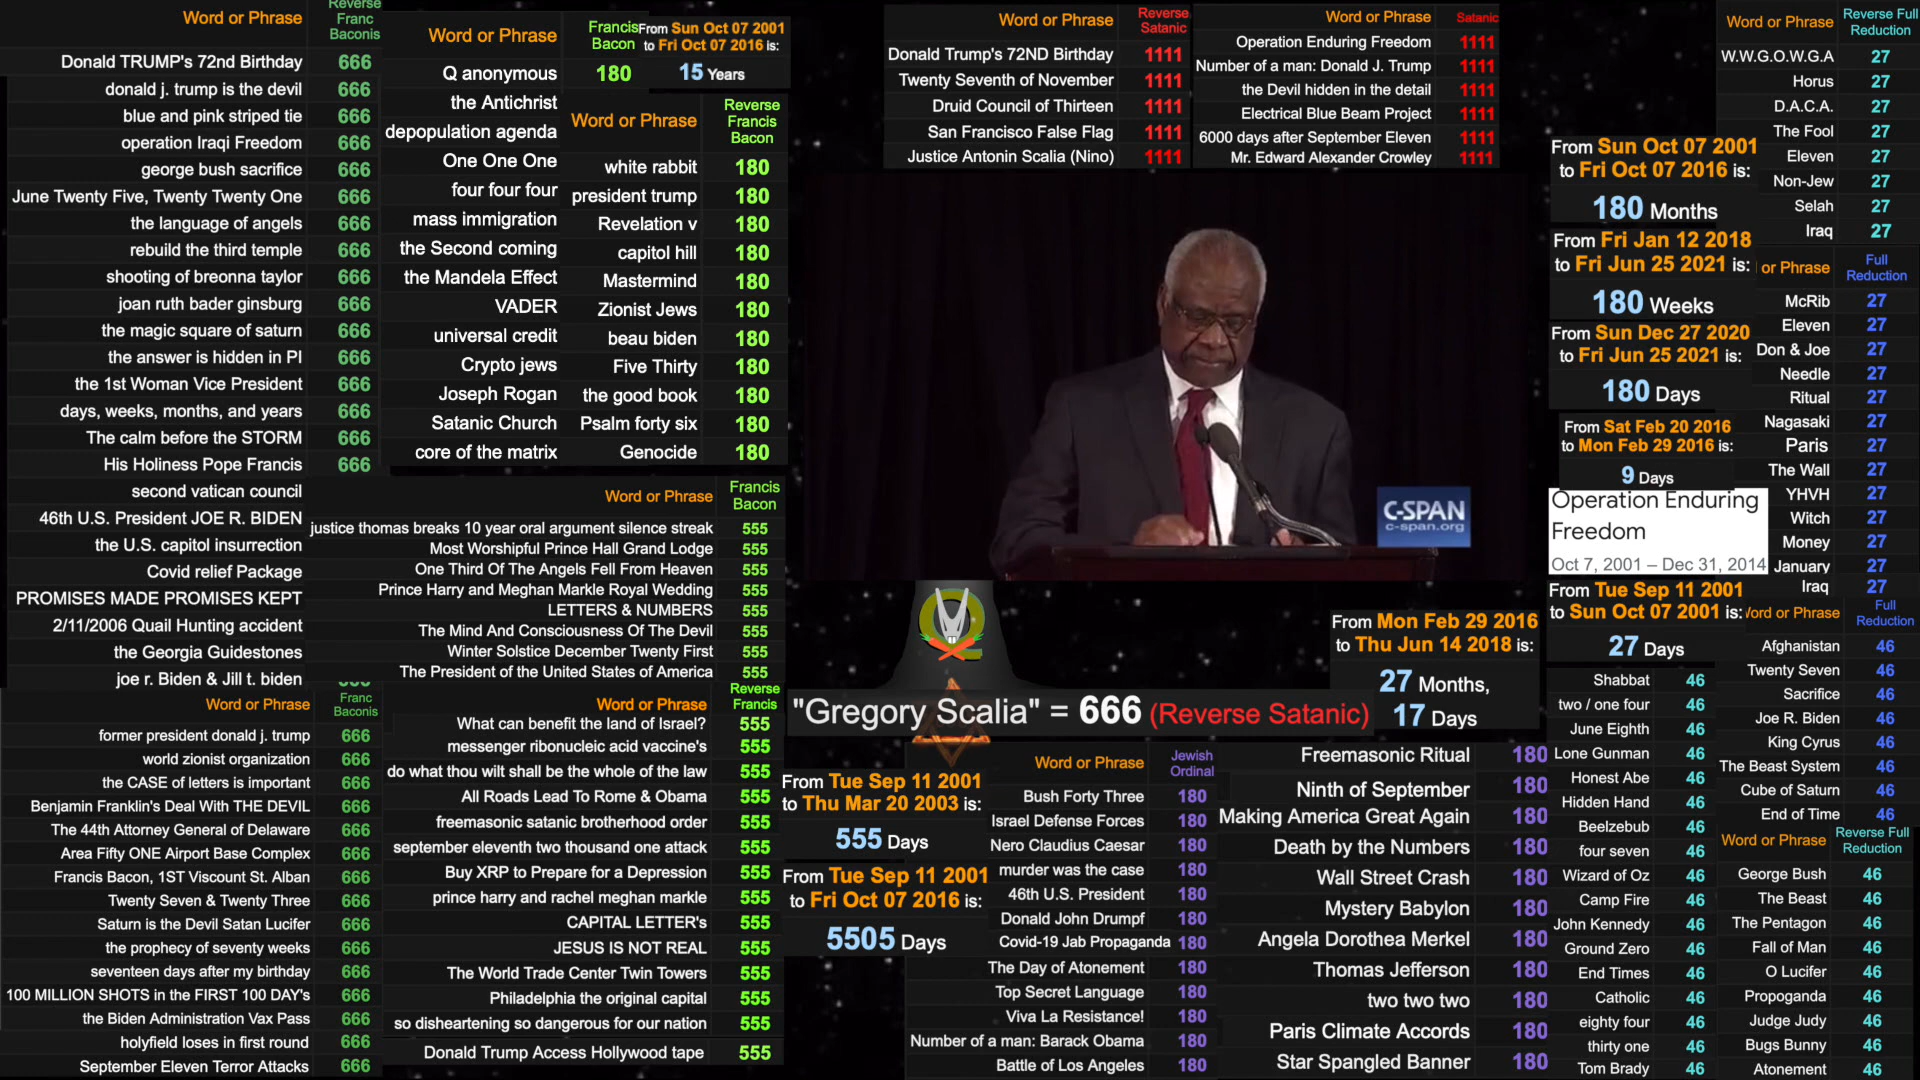 Word or Phrase Reverse Franc Baconis
Donald TRUMP's 72nd Birthday 666
donald j. trump is the devil 666
blue and pink striped tie 666
operation Iraqi Freedom 666
george bush sacrifice 666
June Twenty Five, Twenty Twenty One 666
the language of angels 666
rebuild the third temple 666
shooting of breonna taylor 666
joan ruth bader ginsburg 666
the magic square of saturn 666
the answer is hidden in PI 666
the 1st Woman Vice President 666
days, weeks, months, and years 666
The calm before the STORM 666
His Holiness Pope Francis 666
second vatican council
46th U.S. President JOE R. BIDEN
the U.S. capitol insurrection
Covid relief Package
PROMISES MADE PROMISES KEPT
2/11/2006 Quail Hunting accident
the Georgia Guidestones
joe r. Biden & Jill t. biden
Word or Phrase Franc Baconis
former president donald j. trump 666
world zionist organization 666
the CASE of letters is important 666
Benjamin Franklin's Deal With THE DEVIL 666
The 44th Attorney General of Delaware 666
Area Fifty ONE Airport Base Complex 666
Francis Bacon, 1ST Viscount St. Alban 666
Twenty Seven & Twenty Three 666
Saturn is the Devil Satan Lucifer 666
the prophecy of seventy weeks 666
seventeen days after my birthday 666
100 MILLION SHOTS in the FIRST 100 DAY's 666
the Biden Administration Vax Pass 666
holyfield loses in first round 666
September Eleven Terror Attacks 666
Word or Phrase Francis Bacon
Q anonymous 180
the Antichrist
depopulation agenda
One One One
four four four
mass immigration
the Second coming
the Mandela Effect
VADER
universal credit
Crypto jews
Joseph Rogan
Satanic Church
core of the matrix
From Sun Oct 07 2001
to Fri Oct 07 2016 is:
15 Years
Word or Phrase Reverse Francis Bacon
white rabbit 180
president trump 180
Revelation v 180
capitol hill 180
Mastermind 180
Zionist Jews 180
beau biden 180
Five Thirty 180
the good book 180
Psalm forty six 180
Genocide 180
Word or Phrase Francis Bacon
justice thomas breaks 10 year oral argument silence streak 555
Most Worshipful Prince Hall Grand Lodge 555
One Third Of The Angels Fell From Heaven 555
Prince Harry and Meghan Markle Royal Wedding 555
LETTERS & NUMBERS 555
The Mind And Consciousness Of The Devil 555
Winter Solstice December Twenty First 555
The President of the United States of America 555
Word or Phrase Reverse Francis
What can benefit the land of Israel? 555
messenger ribonucleic acid vaccine's 555
do what thou wilt shall be the whole of the law 555
All Roads Lead To Rome & Obama 555
freemasonic satanic brotherhood order 555
september eleventh two thousand one attack 555
Buy XRP to Prepare for a Depression 555
prince harry and rachel meghan markle 555
CAPITAL LETTER's 555
JESUS IS NOT REAL 555
The World Trade Center Twin Towers 555
Philadelphia the original capital 555
so disheartening so dangerous for our nation 555
Donald Trump Access Hollywood tape 555
Word or Phrase Reverse Satanic
Donald Trump's 72ND Birthday 1111
Twenty Seventh of November 1111
Druid Council of Thirteen 1111
San Francisco False Flag 1111
Justice Antonin Scalia (Nino) 1111
Word or Phrase Satanic
Operation Enduring Freedom 1111
Number of a man: Donald J. Trump 1111
the Devil hidden in the detail 1111
Electrical Blue Beam Project 1111
6000 days after September Eleven 1111
Mr. Edward Alexander Crowley 1111
C-SPAN
c-span.org
Q
"Gregory Scalia" = 666 (Reverse Satanic)
From Mon Feb 29 2016
to Thu Jun 14 2018 is:
27 Months,
17 Days
From Tue Sep 11 2001
to Thu Mar 20 2003 is:
555 Days
From Tue Sep 11 2001
to Fri Oct 07 2016 is:
5505 Days
Word or Phrase Jewish Ordinal
Bush Forty Three 180
Israel Defense Forces 180
Nero Claudius Caesar 180
murder was the case 180
46th U.S. President 180
Donald John Drumpf 180
Covid-19 Jab Propaganda 180
The Day of Atonement 180
Top Secret Language 180
Viva La Resistance! 180
Number of a man: Barack Obama 180
Battle of Los Angeles 180
Freemasonic Ritual 180
Ninth of September 180
Making America Great Again 180
Death by the Numbers 180
Wall Street Crash 180
Mystery Babylon 180
Angela Dorothea Merkel 180
Thomas Jefferson 180
two two two 180
Paris Climate Accords 180
Star Spangled Banner 180
From Sun Oct 07 2001
to Fri Oct 07 2016 is:
180 Months
From Fri Jan 12 2018
to Fri Jun 25 2021 is:
180 Weeks
From Sun Dec 27 2020
to Fri Jun 25 2021 is:
180 Days
From Sat Feb 20 2016
to Mon Feb 29 2016 is:
9 Days
Operation Enduring
Freedom
Oct 7, 2001 – Dec 31, 2014
From Tue Sep 11 2001
to Sun Oct 07 2001 is:
27 Days
Shabbat 46
two / one four 46
June Eighth 46
Lone Gunman 46
Honest Abe 46
Hidden Hand 46
Beelzebub 46
four seven 46
Wizard of Oz 46
Camp Fire 46
John Kennedy 46
Ground Zero 46
End Times 46
Catholic 46
eighty four 46
thirty one 46
Tom Brady 46
Word or Phrase Reverse Full Reduction
W.W.G.O.W.G.A 27
Horus 27
D.A.C.A. 27
The Fool 27
Eleven 27
Non-Jew 27
Selah 27
Iraq 27
or Phrase Full Reduction
McRib 27
Eleven 27
Don & Joe 27
Needle 27
Ritual 27
Nagasaki 27
Paris 27
The Wall 27
YHVH 27
Witch 27
Money 27
January 27
Iraq 27
Word or Phrase Full Reduction
Afghanistan 46
Twenty Seven 46
Sacrifice 46
Joe R. Biden 46
King Cyrus 46
The Beast System 46
Cube of Saturn 46
End of Time 46
Word or Phrase Reverse Full Reduction
George Bush 46
The Beast 46
The Pentagon 46
Fall of Man 46
O Lucifer 46
Propoganda 46
Judge Judy 46
Bugs Bunny 46
Atonement 46